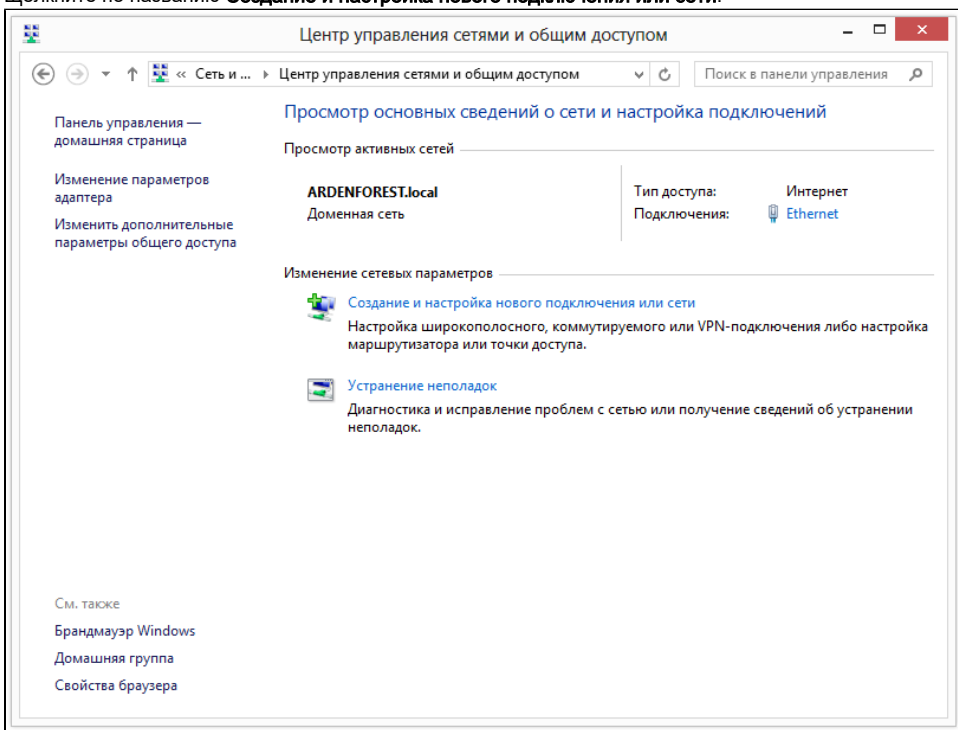 Щелкните по названию Создание и настройка нового подключения или сети.
Центр управления сетями и общим доступом
« Сеть и ... Центр управления сетями и общим доступом
Поиск в панели управления
Панель управления —
домашняя страница
Изменение параметров
адаптера
Изменить дополнительные
параметры общего доступа
Просмотр основных сведений о сети и настройка подключений
Просмотр активных сетей
ARDENFOREST.local
Доменная сеть
Тип доступа: Интернет
Подключения: Ethernet
Изменение сетевых параметров
Создание и настройка нового подключения или сети
Настройка широкополосного, коммутируемого или VPN-подключения либо настройка
маршрутизатора или точки доступа.
Устранение неполадок
Диагностика и исправление проблем с сетью или получение сведений об устранении
неполадок.
См. также
Брандмауэр Windows
Домашняя группа
Свойства браузера